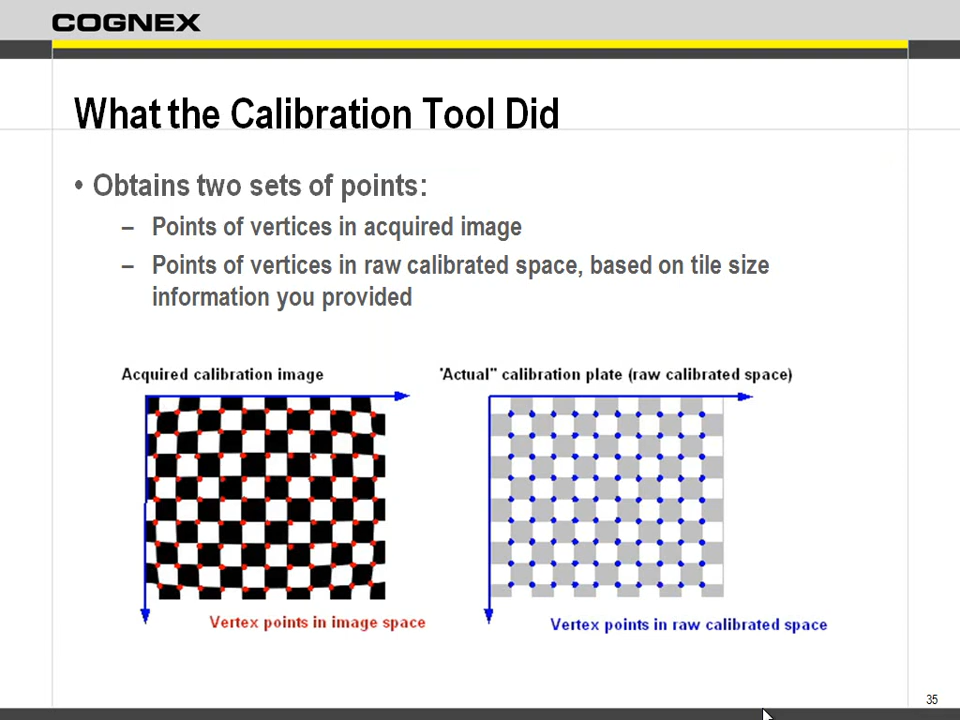 COGNEX
What the Calibration Tool Did
• Obtains two sets of points:
– Points of vertices in acquired image
– Points of vertices in raw calibrated space, based on tile size
information you provided
Acquired calibration image
"Actual" calibration plate (raw calibrated space)
Vertex points in image space
Vertex points in raw calibrated space
35